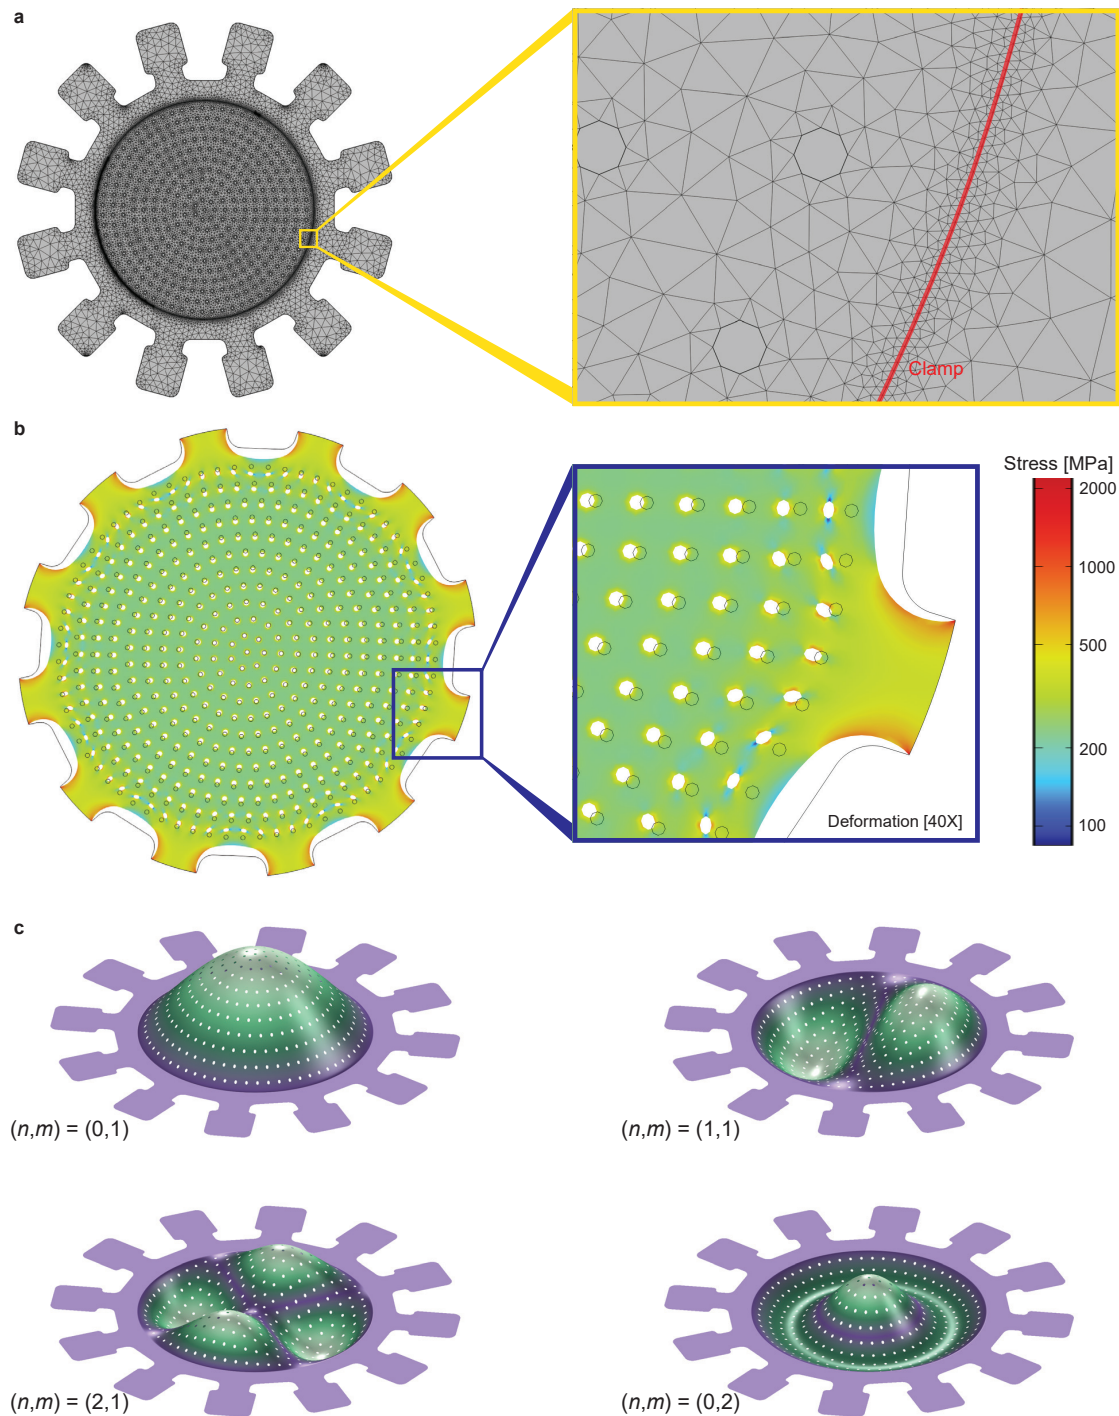 a
Clamp
b
Stress [MPa]
2000
1000
500
200
100
Deformation [40X]
c
(n,m) = (0,1)
(n,m) = (1,1)
(n,m) = (2,1)
(n,m) = (0,2)